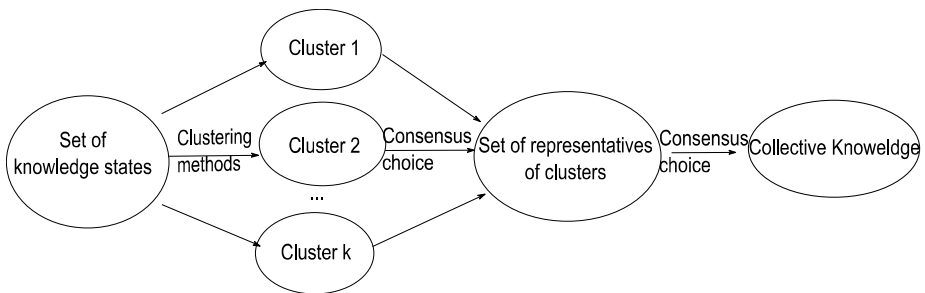 Cluster 1
Set of
knowledge states
Clustering
methods
Cluster 2
Consensus
choice
...
Cluster k
Set of representatives
of clusters
Consensus
choice
Collective Knoweldge